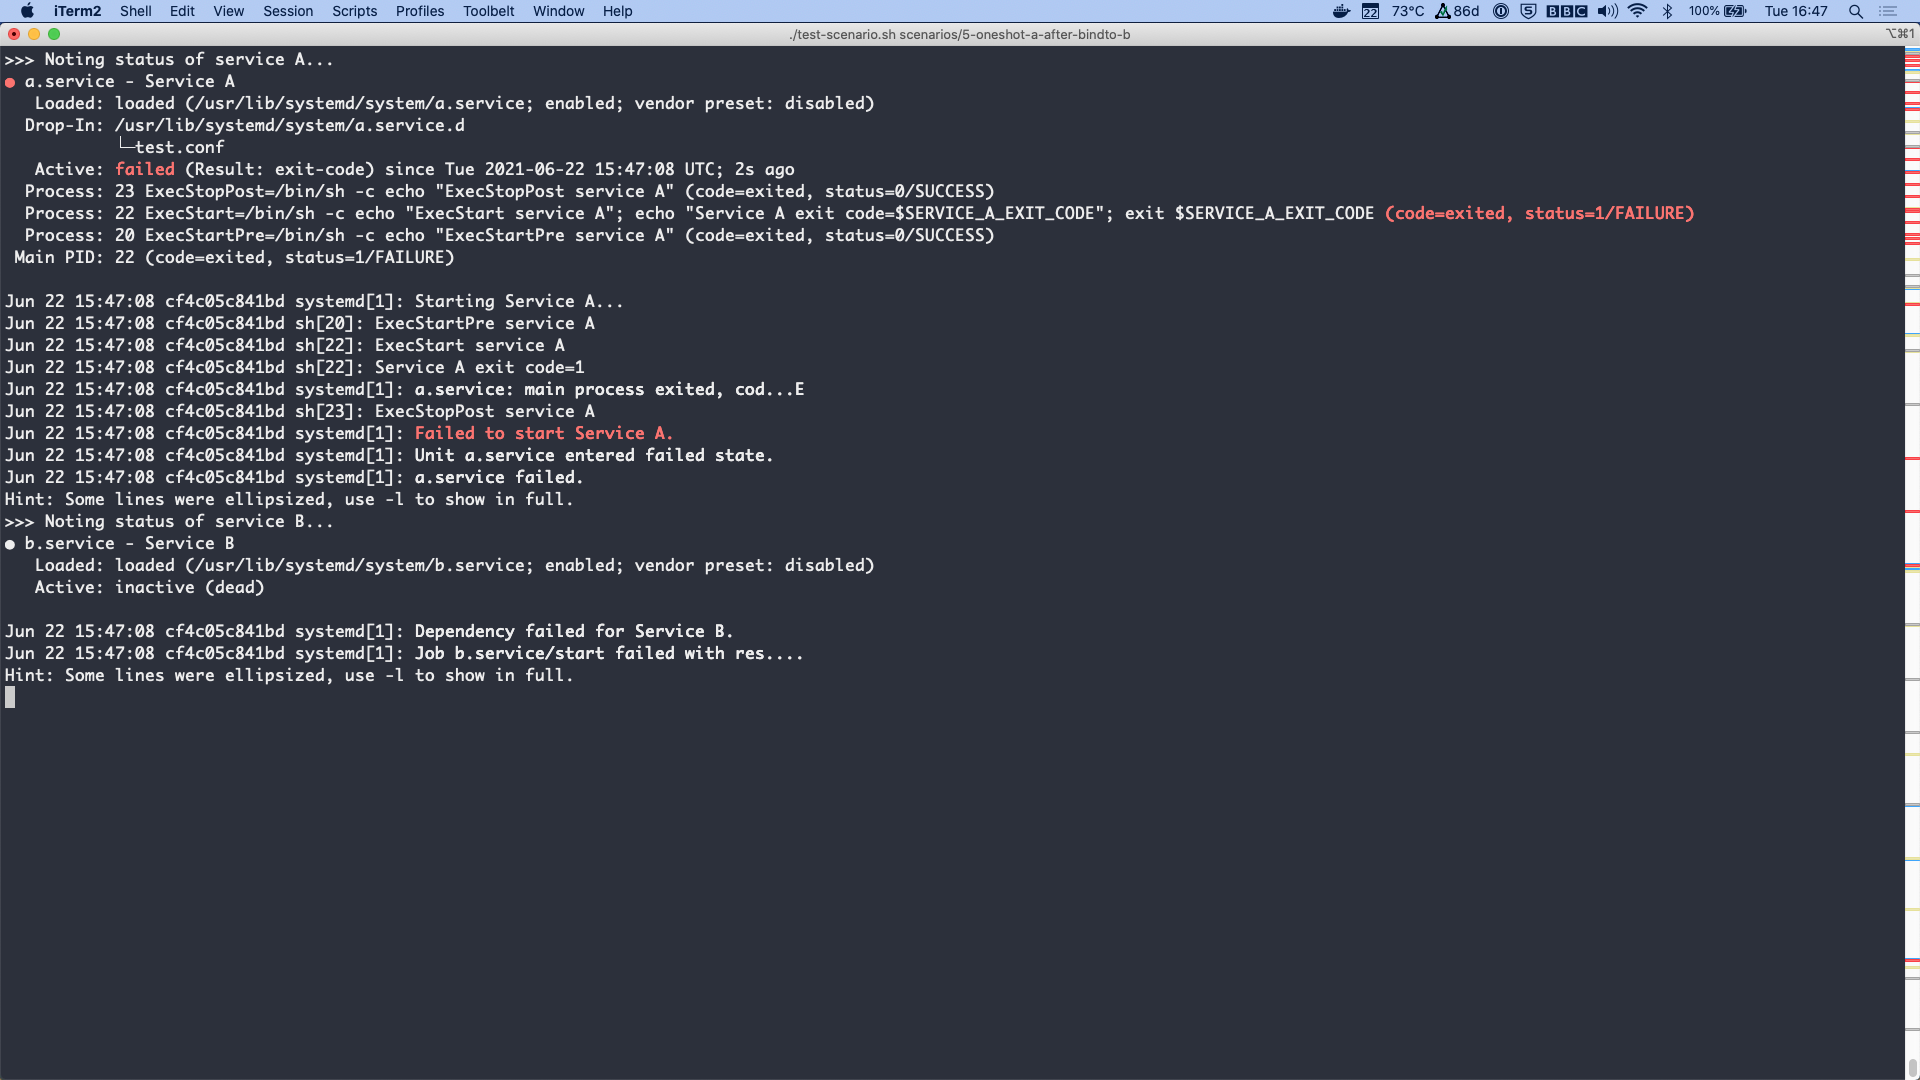 iTerm2 Shell Edit View Session Scripts Profiles Toolbelt Window Help 22 73°C 86d BBC 100% Tue 16:47
./test-scenario.sh scenarios/5-oneshot-a-after-bindto-b ⌥⌘1
>>> Noting status of service A...
● a.service - Service A
Loaded: loaded (/usr/lib/systemd/system/a.service; enabled; vendor preset: disabled)
Drop-In: /usr/lib/systemd/system/a.service.d
└─test.conf
Active: failed (Result: exit-code) since Tue 2021-06-22 15:47:08 UTC; 2s ago
Process: 23 ExecStopPost=/bin/sh -c echo "ExecStopPost service A" (code=exited, status=0/SUCCESS)
Process: 22 ExecStart=/bin/sh -c echo "ExecStart service A"; echo "Service A exit code=$SERVICE_A_EXIT_CODE"; exit $SERVICE_A_EXIT_CODE (code=exited, status=1/FAILURE)
Process: 20 ExecStartPre=/bin/sh -c echo "ExecStartPre service A" (code=exited, status=0/SUCCESS)
Main PID: 22 (code=exited, status=1/FAILURE)
Jun 22 15:47:08 cf4c05c841bd systemd[1]: Starting Service A...
Jun 22 15:47:08 cf4c05c841bd sh[20]: ExecStartPre service A
Jun 22 15:47:08 cf4c05c841bd sh[22]: ExecStart service A
Jun 22 15:47:08 cf4c05c841bd sh[22]: Service A exit code=1
Jun 22 15:47:08 cf4c05c841bd systemd[1]: a.service: main process exited, cod...E
Jun 22 15:47:08 cf4c05c841bd sh[23]: ExecStopPost service A
Jun 22 15:47:08 cf4c05c841bd systemd[1]: Failed to start Service A.
Jun 22 15:47:08 cf4c05c841bd systemd[1]: Unit a.service entered failed state.
Jun 22 15:47:08 cf4c05c841bd systemd[1]: a.service failed.
Hint: Some lines were ellipsized, use -l to show in full.
>>> Noting status of service B...
● b.service - Service B
Loaded: loaded (/usr/lib/systemd/system/b.service; enabled; vendor preset: disabled)
Active: inactive (dead)
Jun 22 15:47:08 cf4c05c841bd systemd[1]: Dependency failed for Service B.
Jun 22 15:47:08 cf4c05c841bd systemd[1]: Job b.service/start failed with res....
Hint: Some lines were ellipsized, use -l to show in full.